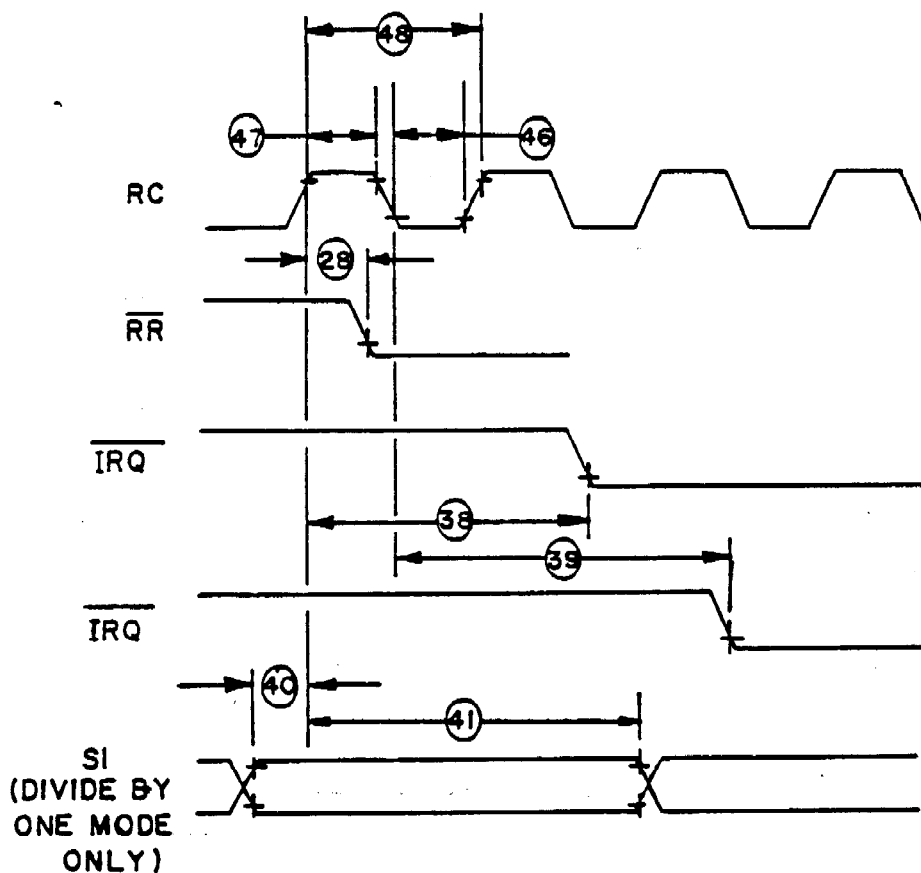 48
47
46
RC
28
RR
IRQ
38
39
IRQ
40
41
SI
(DIVIDE BY
ONE MODE
ONLY)